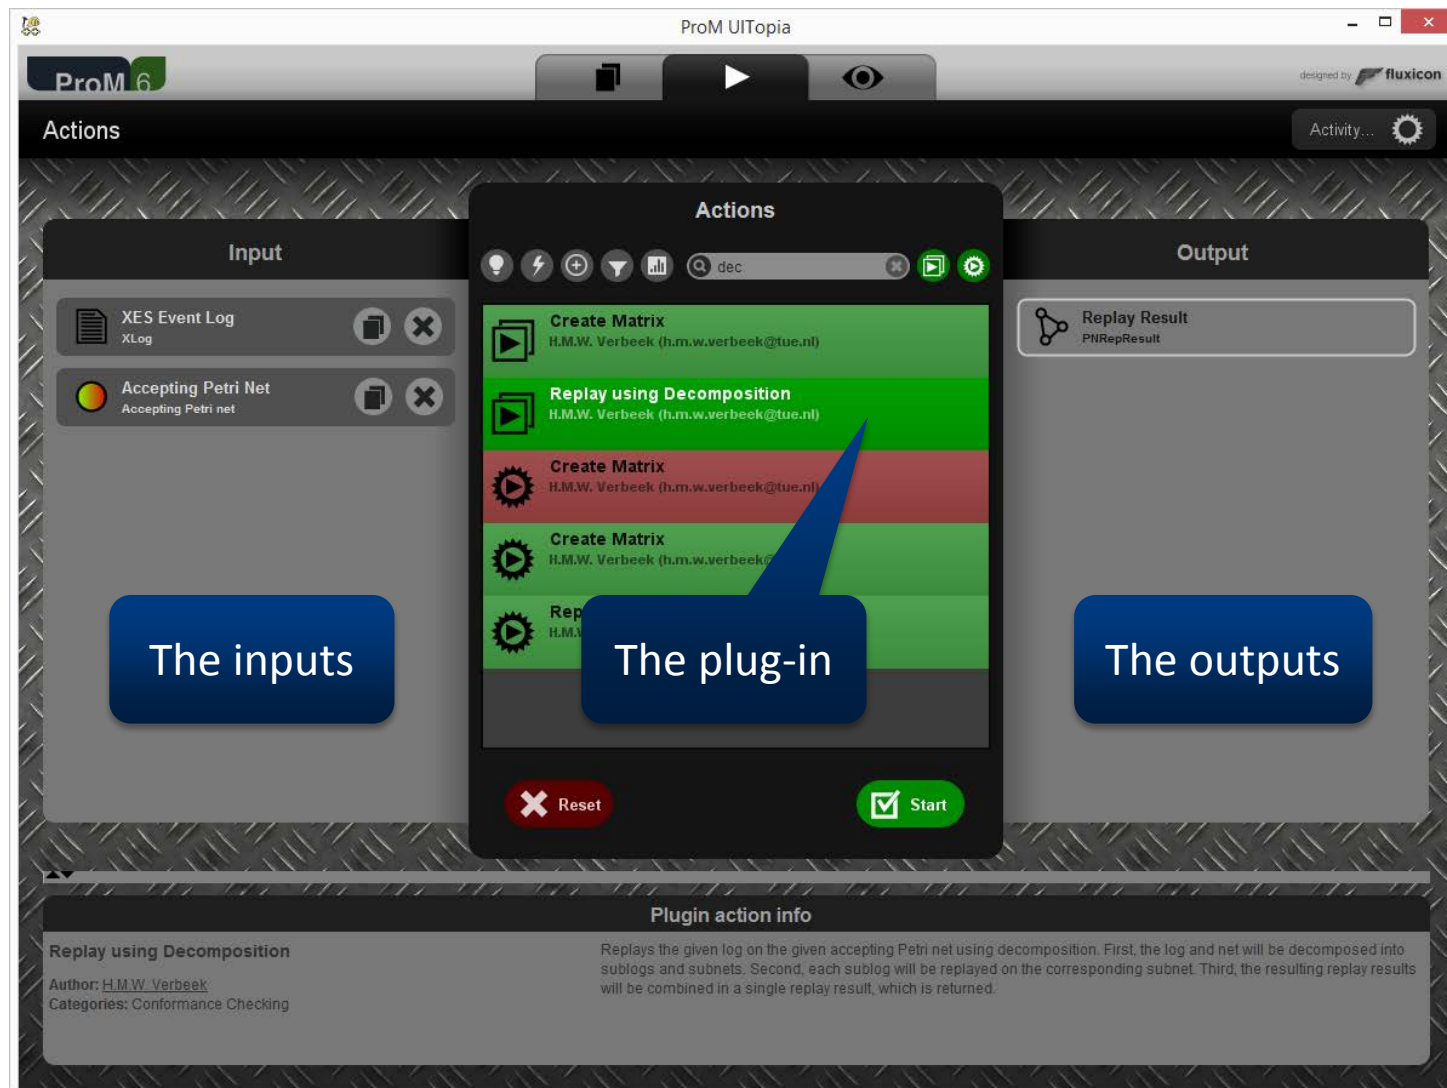 ProM UITopia
ProM 6
designed by fluxicon
Actions
Activity...
Actions
Input
dec
Output
XES Event Log
XLog
Accepting Petri Net
Accepting Petri net
Create Matrix
H.M.W. Verbeek (h.m.w.verbeek@tue.nl)
Replay using Decomposition
H.M.W. Verbeek (h.m.w.verbeek@tue.nl)
Create Matrix
H.M.W. Verbeek (h.m.w.verbeek@tue.nl)
Create Matrix
H.M.W. Verbeek (h.m.w.verbeek@
Rep
H.M.
Replay Result
PNRepResult
The inputs
The plug-in
The outputs
Reset
Start
Plugin action info
Replay using Decomposition
Author: H.M.W. Verbeek
Categories: Conformance Checking
Replays the given log on the given accepting Petri net using decomposition. First, the log and net will be decomposed into
sublogs and subnets. Second, each sublog will be replayed on the corresponding subnet. Third, the resulting replay results
will be combined in a single replay result, which is returned.